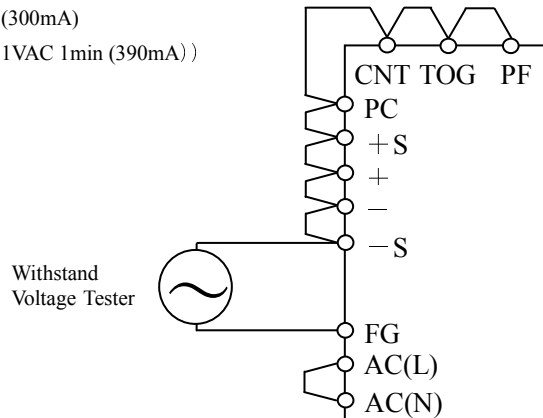 (300mA)
1VAC 1min (390mA))
CNT TOG PF
PC
+S
+
−
−S
Withstand
Voltage Tester
FG
AC(L)
AC(N)